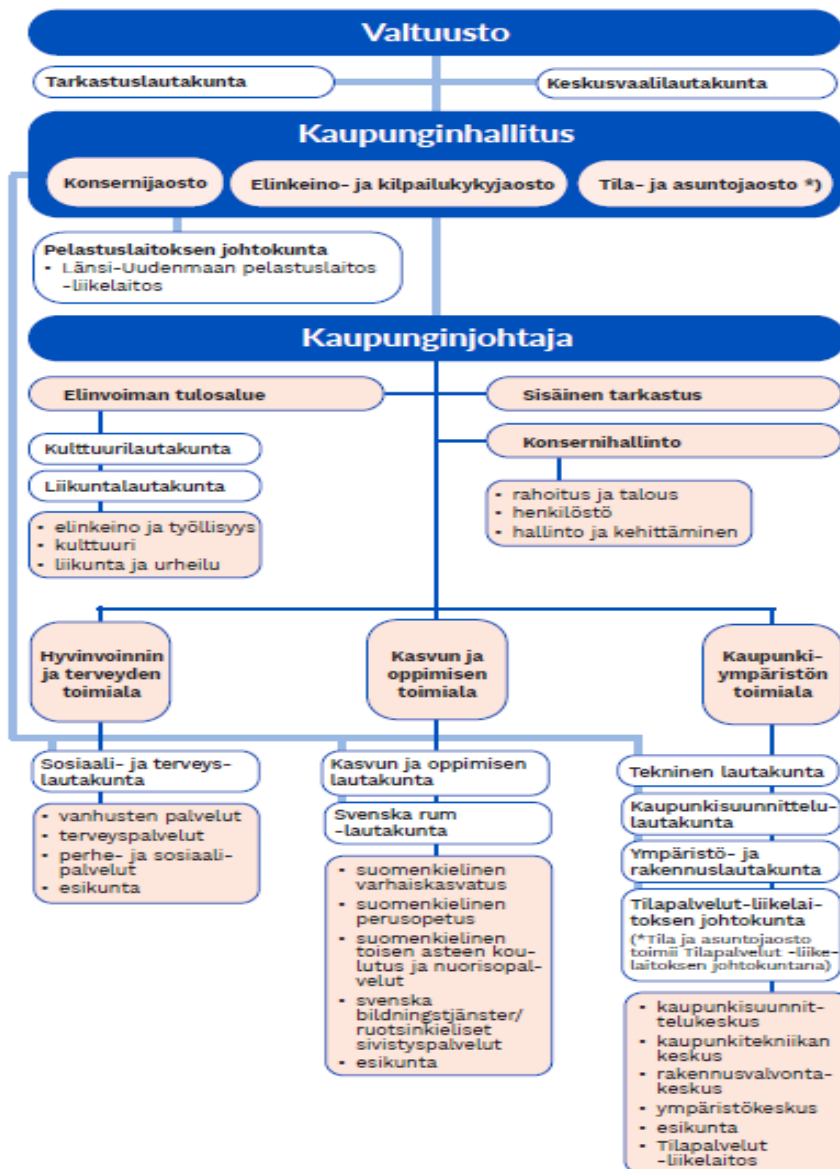 Valtuusto
Tarkastuslautakunta
Keskusvaalilautakunta
Kaupunginhallitus
Konsernijaosto
Elinkeino- ja kilpailukykyjaosto
Tila- ja asuntojaosto *)
Pelastuslaitoksen johtokunta
• Länsi-Uudenmaan pelastuslaitos
-liikelaitos
Kaupunginjohtaja
Elinvoiman tulosalue
Sisäinen tarkastus
Kulttuurilautakunta
Konsernihallinto
Liikuntalautakunta
• elinkeino ja työllisyys
• kulttuuri
• liikunta ja urheilu
• rahoitus ja talous
• henkilöstö
• hallinto ja kehittäminen
Hyvinvoinnin
ja terveyden
toimiala
Kasvun ja
oppimisen
toimiala
Kaupunki-
ympäristön
toimiala
Sosiaali- ja terveys-
lautakunta
• vanhusten palvelut
• terveyspalvelut
• perhe- ja sosiaali-
palvelut
• esikunta
Kasvun ja oppimisen
lautakunta
Svenska rum
-lautakunta
• suomenkielinen
varhaiskasvatus
• suomenkielinen
perusopetus
• suomenkielinen
toisen asteen kou-
lutus ja nuorisopal-
velut
• svenska
bildningstjänster/
ruotsinkieliset
sivistyspalvelut
• esikunta
Tekninen lautakunta
Kaupunkisuunnittelu-
lautakunta
Ympäristö- ja
rakennuslautakunta
Tilapalvelut-liikelai-
toksen johtokunta
(*Tila ja asuntojaosto
toimii Tilapalvelut -liike-
laitoksen johtokuntana)
• kaupunkisuunnit-
telukeskus
• kaupunkitekniikan
keskus
• rakennusvalvonta-
keskus
• ympäristökeskus
• esikunta
• Tilapalvelut
-liikelaitos